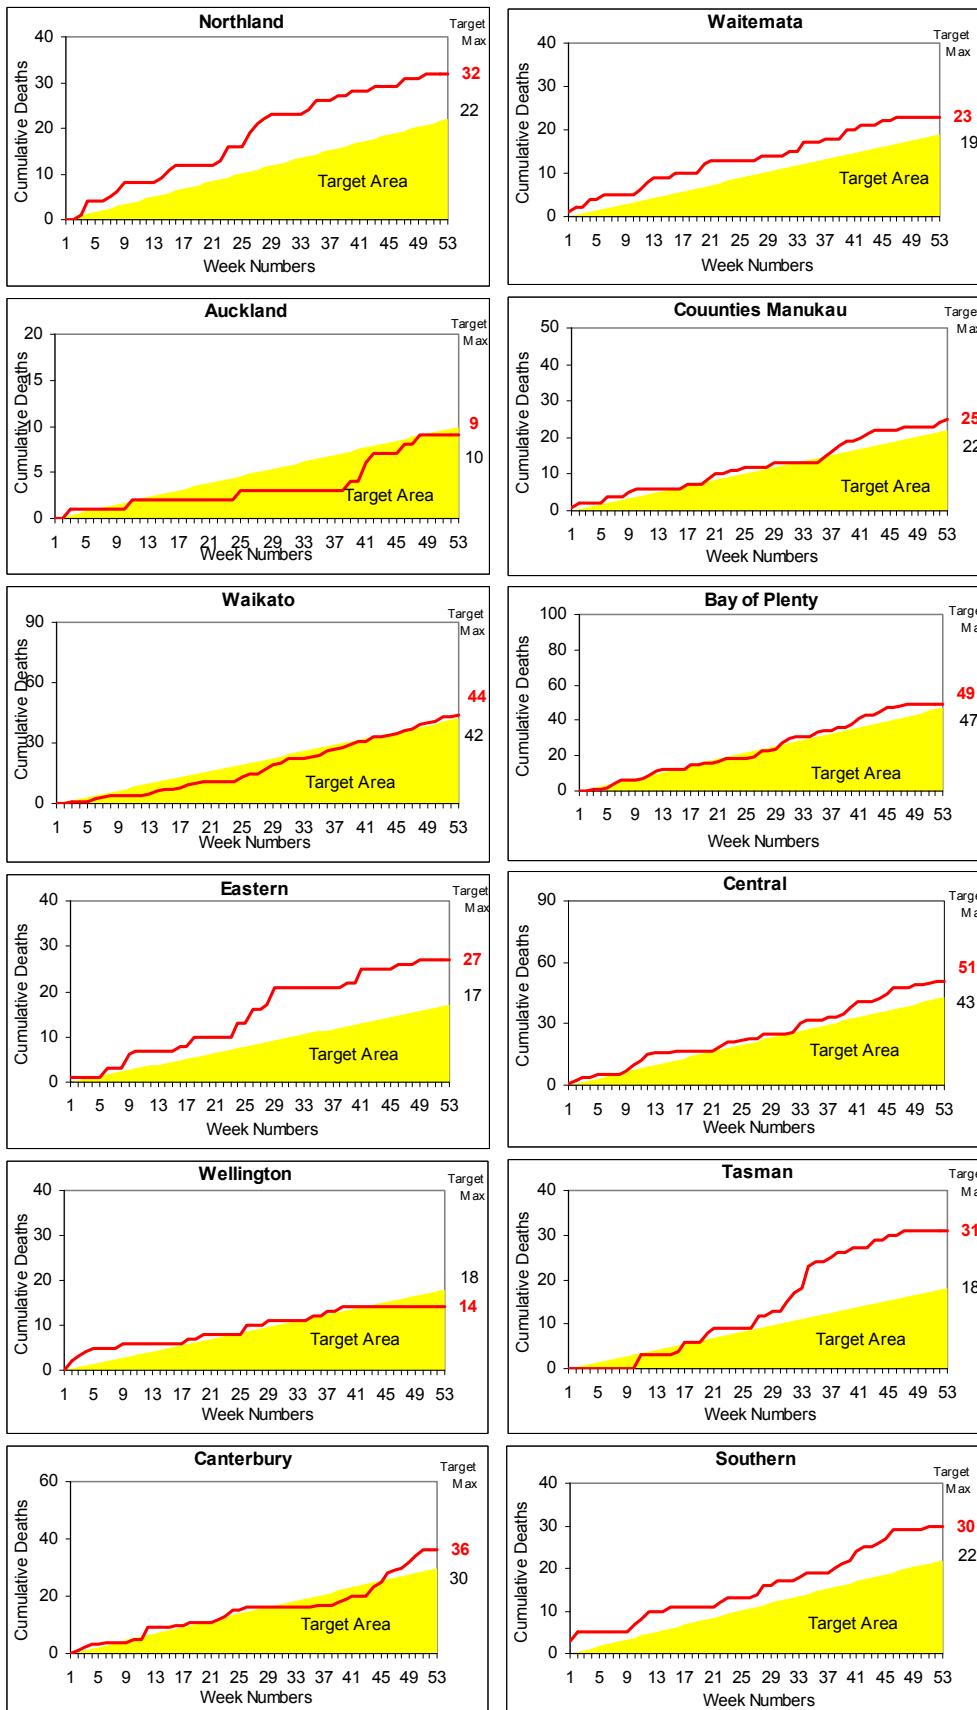 Northland
Target
Max
Cumulative Deaths
40
30
20
10
0
32
22
Target Area
1 5 9 13 17 21 25 29 33 37 41 45 49 53
Week Numbers
Waitemata
Target
Max
Cumulative Deaths
40
30
20
10
0
23
19
Target Area
1 5 9 13 17 21 25 29 33 37 41 45 49 53
Week Numbers
Auckland
Target
Max
Cumulative Deaths
20
15
10
5
0
9
10
Target Area
1 5 9 13 17 21 25 29 33 37 41 45 49 53
Week Numbers
Couunties Manukau
Target
Max
Cumulative Deaths
50
40
30
20
10
0
25
22
Target Area
1 5 9 13 17 21 25 29 33 37 41 45 49 53
Week Numbers
Waikato
Target
Max
Cumulative Deaths
90
60
30
0
44
42
Target Area
1 5 9 13 17 21 25 29 33 37 41 45 49 53
Week Numbers
Bay of Plenty
Target
Max
Cumulative Deaths
100
80
60
40
20
0
49
47
Target Area
1 5 9 13 17 21 25 29 33 37 41 45 49 53
Week Numbers
Eastern
Target
Max
Cumulative Deaths
40
30
20
10
0
27
17
Target Area
1 5 9 13 17 21 25 29 33 37 41 45 49 53
Week Numbers
Central
Target
Max
Cumulative Deaths
90
60
30
0
51
43
Target Area
1 5 9 13 17 21 25 29 33 37 41 45 49 53
Week Numbers
Wellington
Target
Max
Cumulative Deaths
40
30
20
10
0
18
14
Target Area
1 5 9 13 17 21 25 29 33 37 41 45 49 53
Week Numbers
Tasman
Target
Max
Cumulative Deaths
40
30
20
10
0
31
18
Target Area
1 5 9 13 17 21 25 29 33 37 41 45 49 53
Week Numbers
Canterbury
Target
Max
Cumulative Deaths
60
40
20
0
36
30
Target Area
1 5 9 13 17 21 25 29 33 37 41 45 49 53
Week Numbers
Southern
Target
Max
Cumulative Deaths
40
30
20
10
0
30
22
Target Area
1 5 9 13 17 21 25 29 33 37 41 45 49 53
Week Numbers